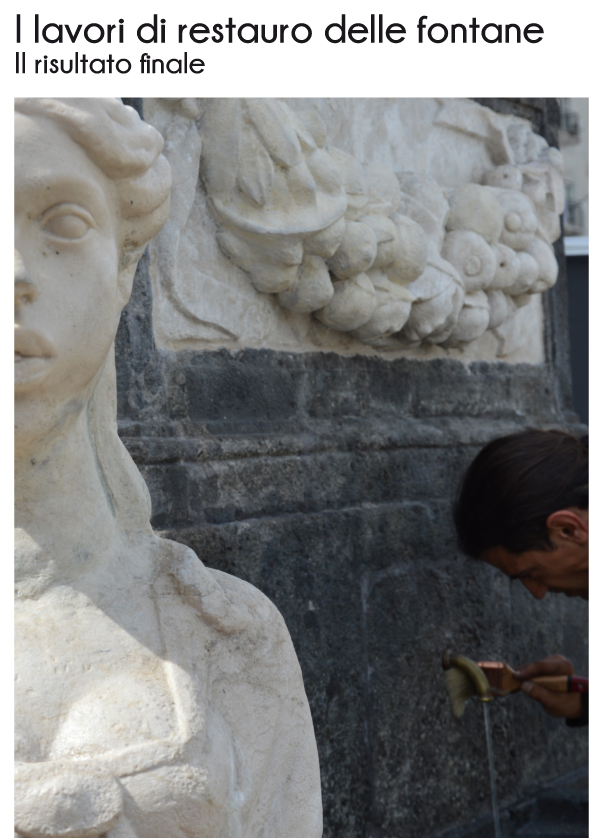 I lavori di restauro delle fontane
Il risultato finale